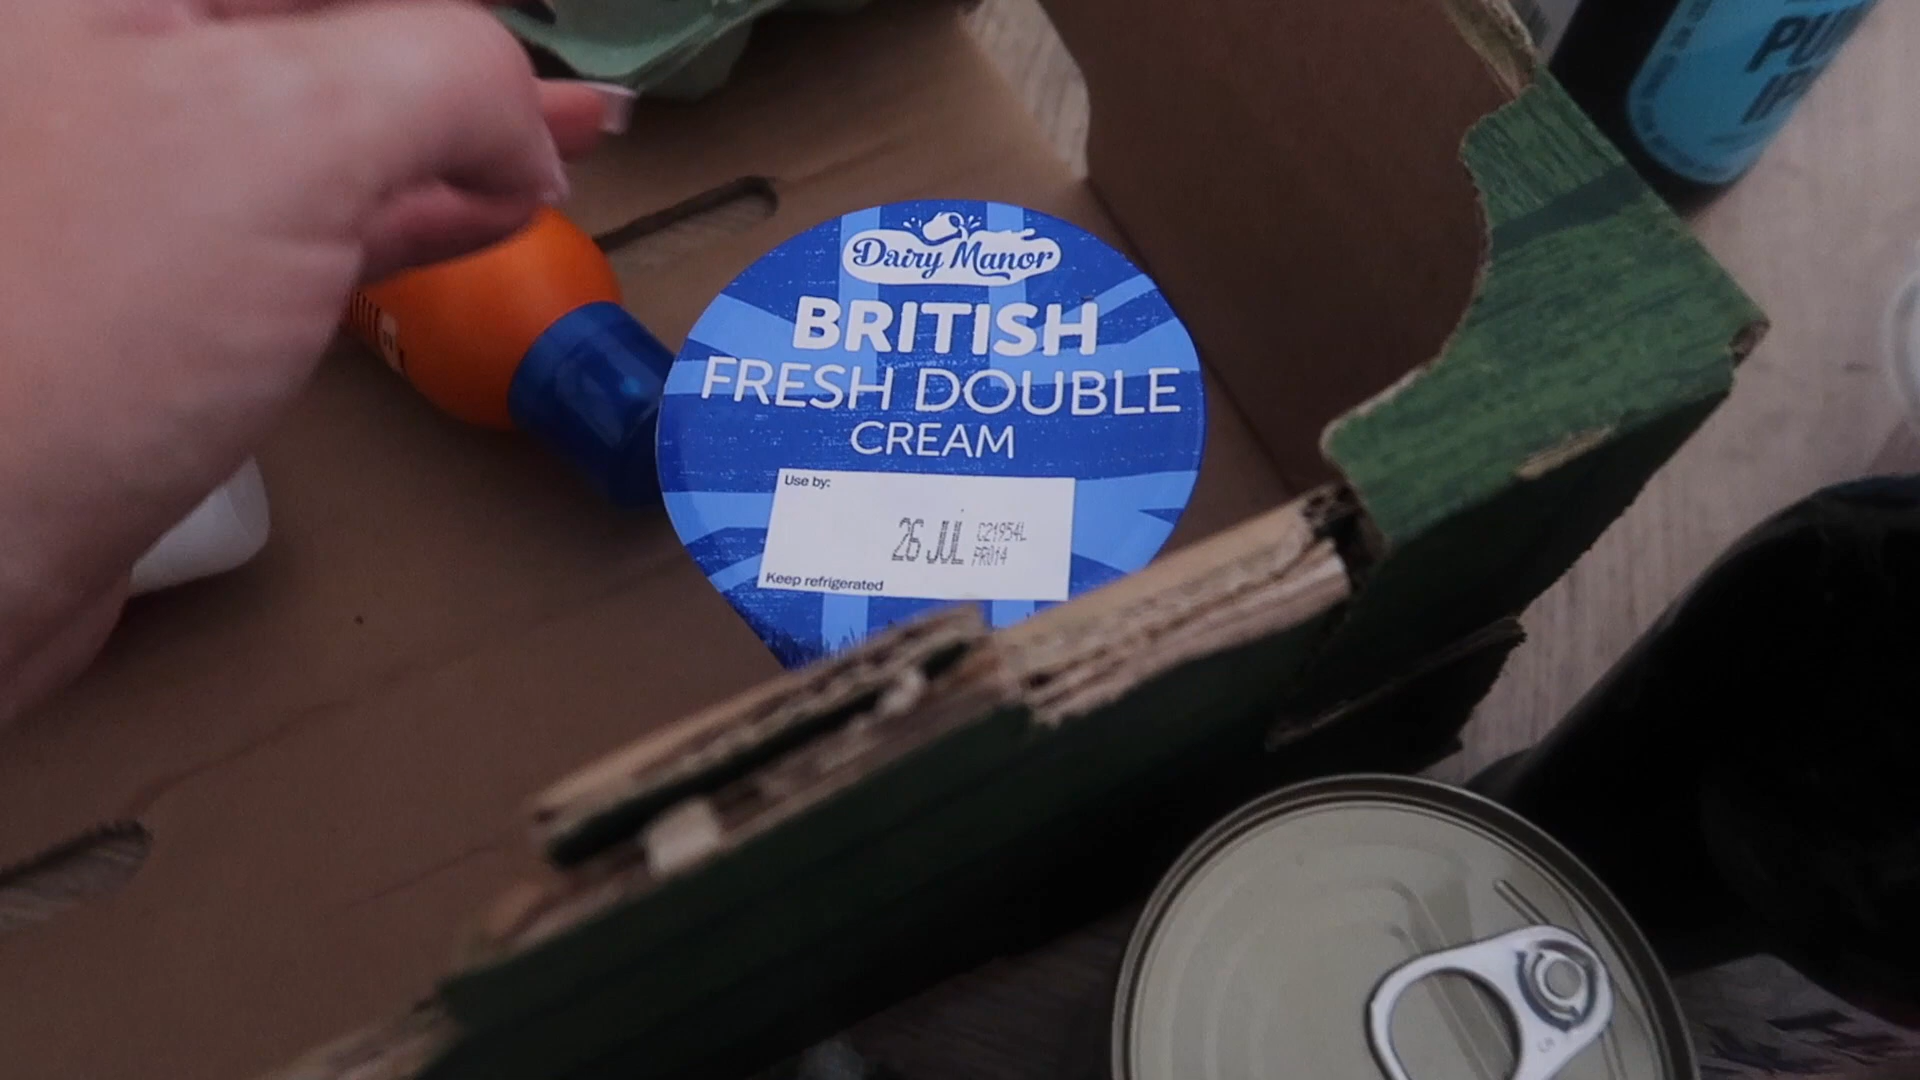 Dairy Manor
BRITISH
FRESH DOUBLE
CREAM
Use by:
26 JUL
C21954L
PR014
Keep refrigerated